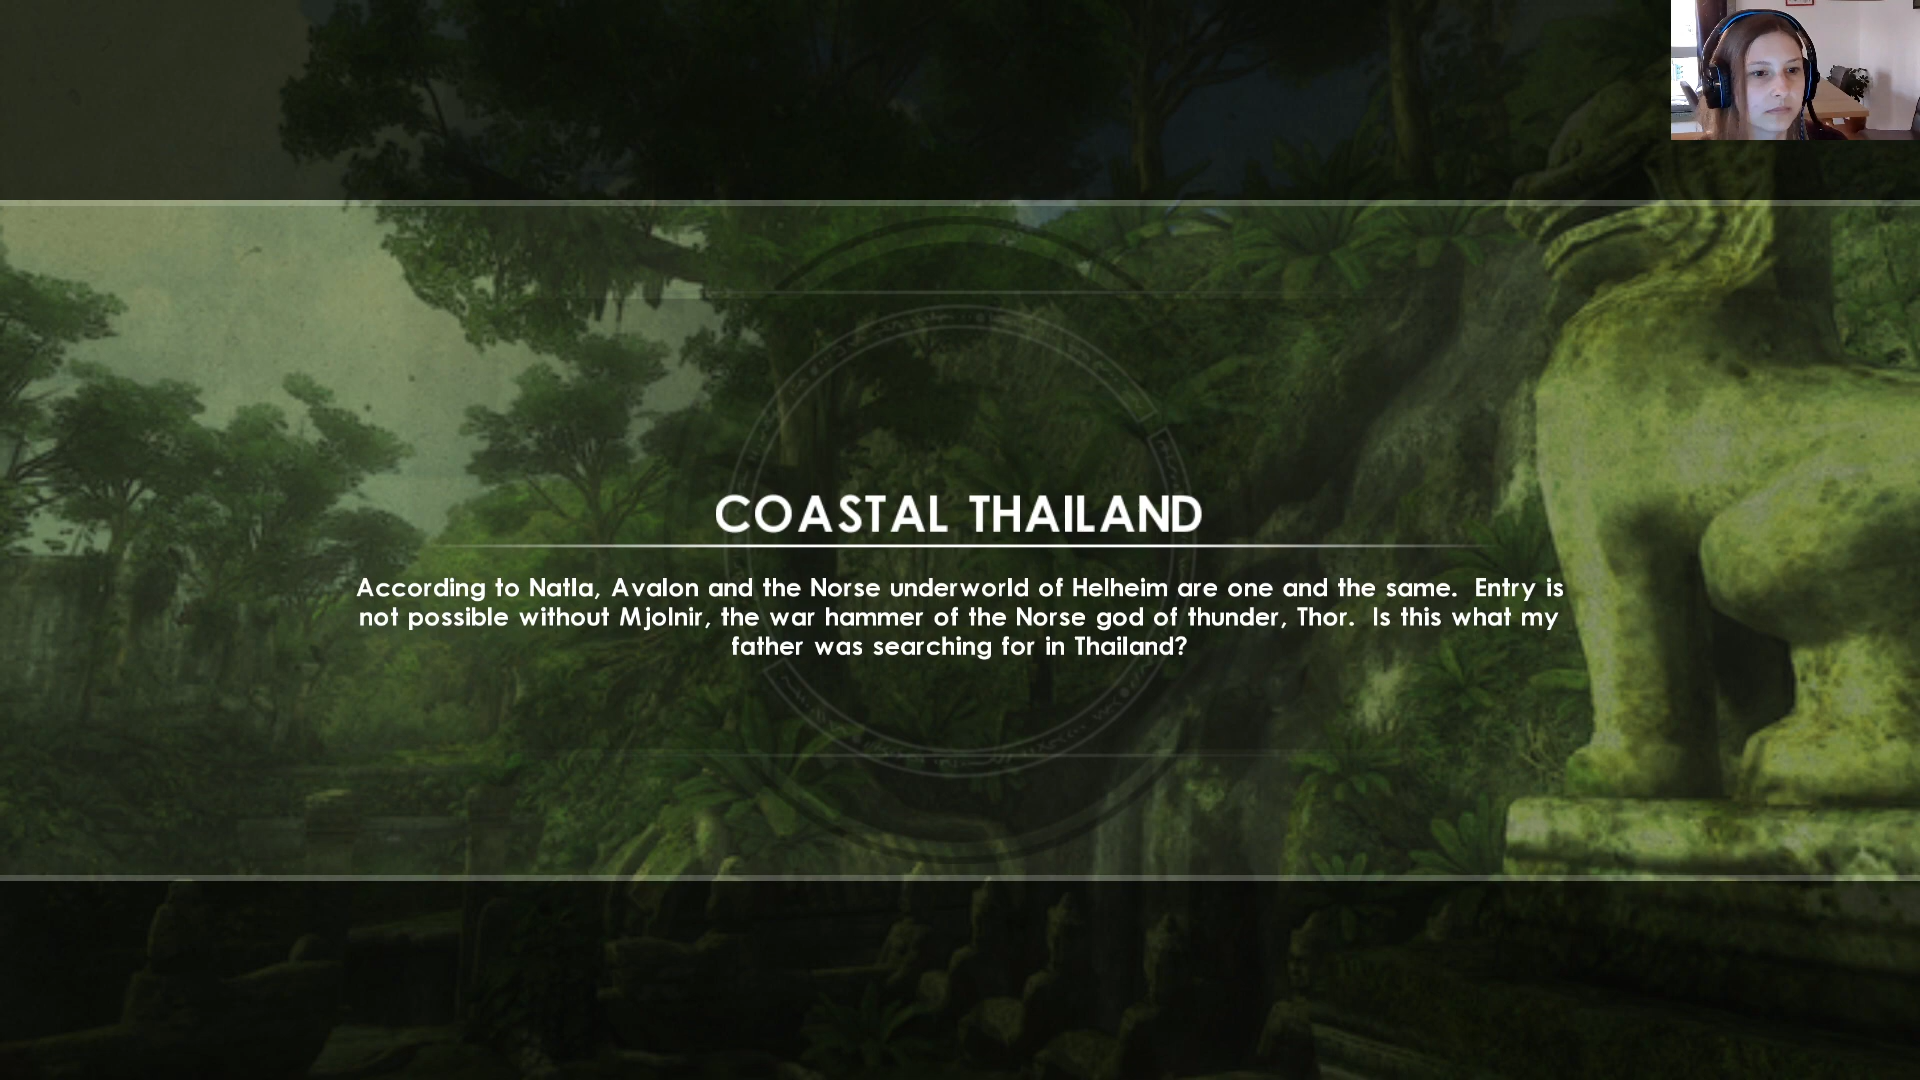 COASTAL THAILAND
According to Natla, Avalon and the Norse underworld of Helheim are one and the same.  Entry is
not possible without Mjolnir, the war hammer of the Norse god of thunder, Thor.  Is this what my
father was searching for in Thailand?